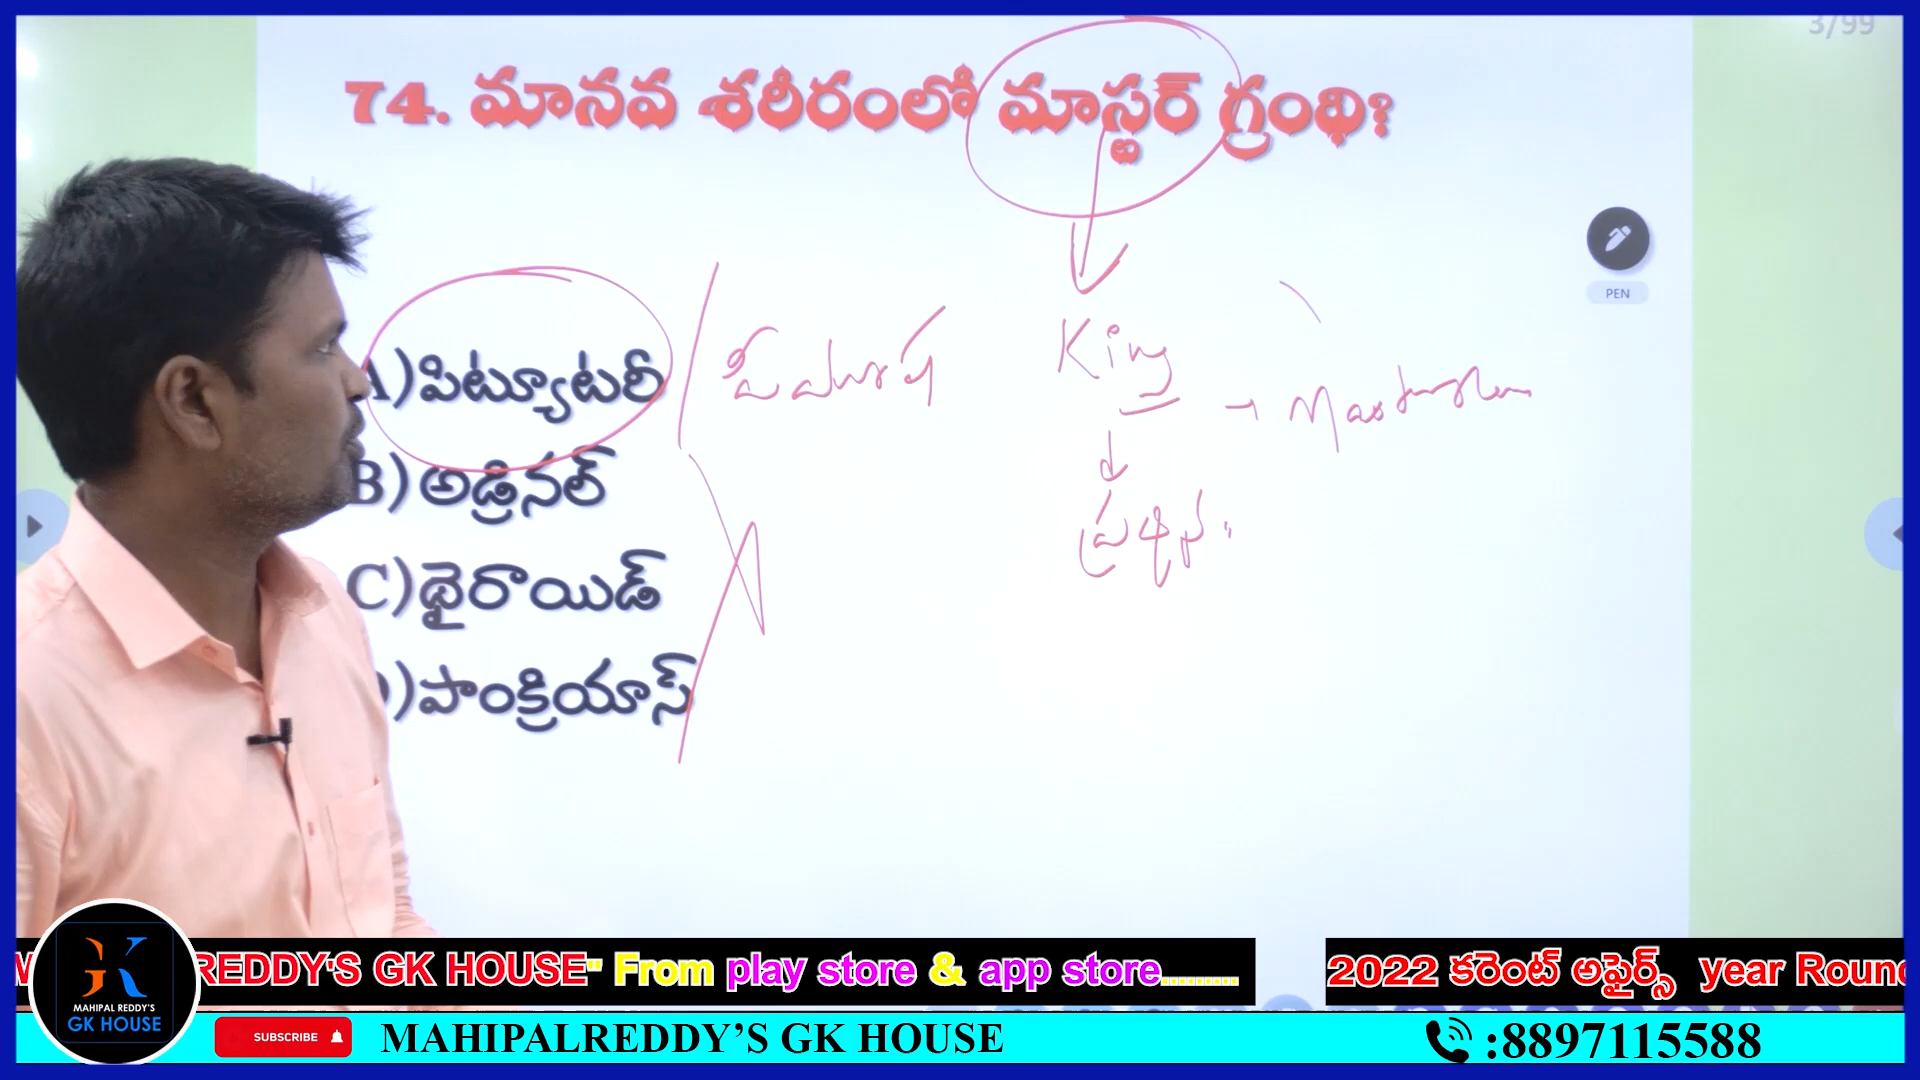 3/99
74. మానవ శరీరంలో మాస్టర్ గ్రంథిః
PEN
A)పిట్యూటరీ
పీయూష
King
B)అడ్రినల్
C)థైరాయిడ్
)పాంక్రియాస్
REDDY'S GK HOUSE" From play store & app store.........
2022 కరెంట్ అఫైర్స్ year Roun
MAHIPAL REDDY'S
GK HOUSE
SUBSCRIBE
MAHIPALREDDY'S GK HOUSE
:8897115588